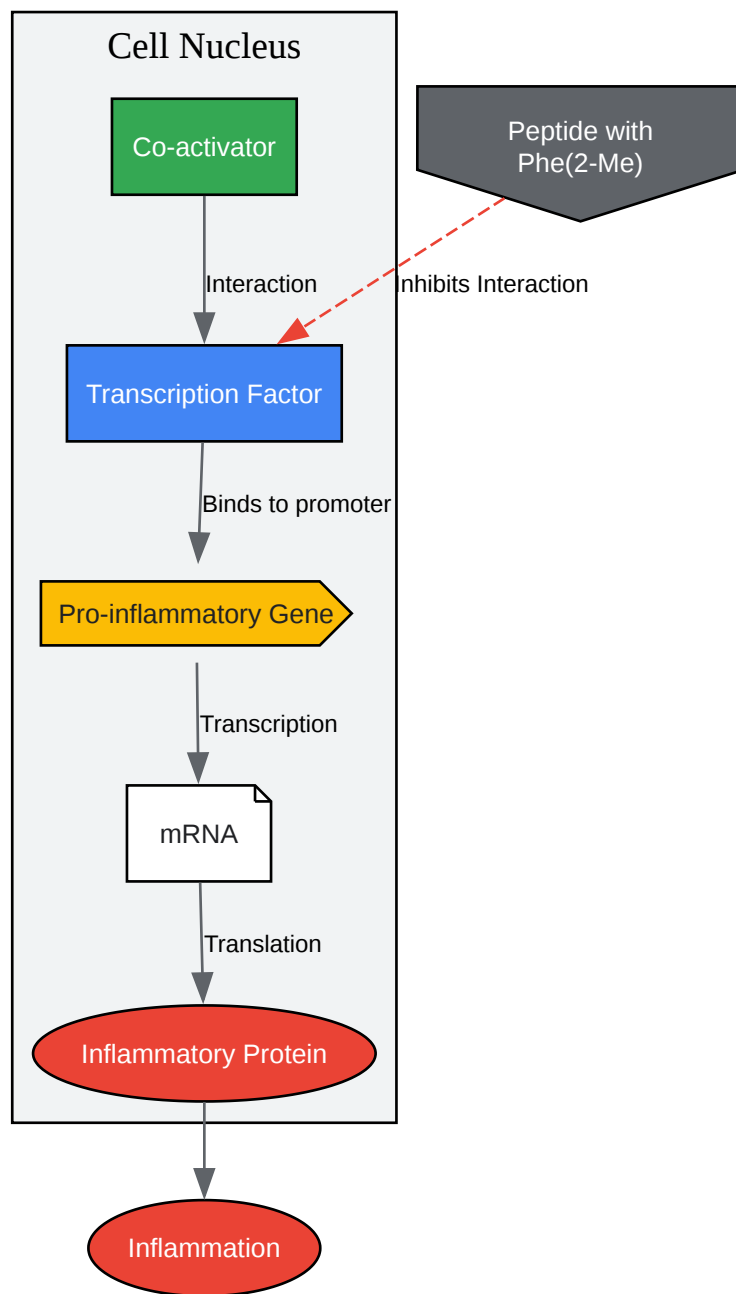 Cell Nucleus
Co-activator
Peptide with
Phe(2-Me)
Interaction
Inhibits Interaction
Transcription Factor
Binds to promoter
Pro-inflammatory Gene
Transcription
mRNA
Translation
Inflammatory Protein
Inflammation